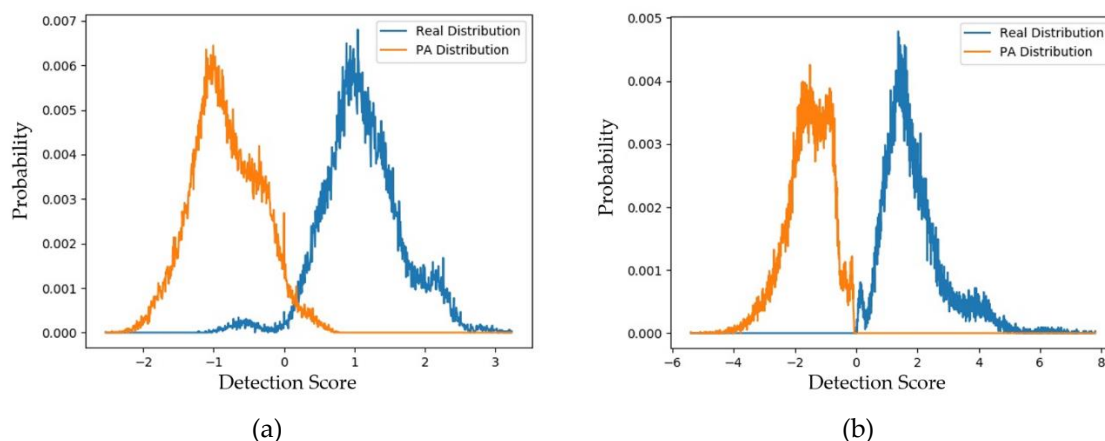 0.007
0.006
0.005
0.004
0.003
0.002
0.001
0.000
Probability
−2 −1 0 1 2 3
Detection Score
Real Distribution
PA Distribution
(a)
0.005
0.004
0.003
0.002
0.001
0.000
Probability
−6 −4 −2 0 2 4 6 8
Detection Score
Real Distribution
PA Distribution
(b)